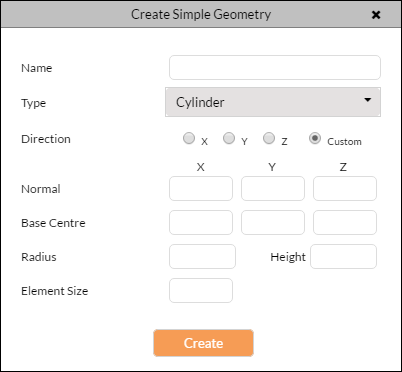 Create Simple Geometry ✖
Name
Type Cylinder
Direction X Y Z Custom
X Y Z
Normal
Base Centre
Radius Height
Element Size
Create